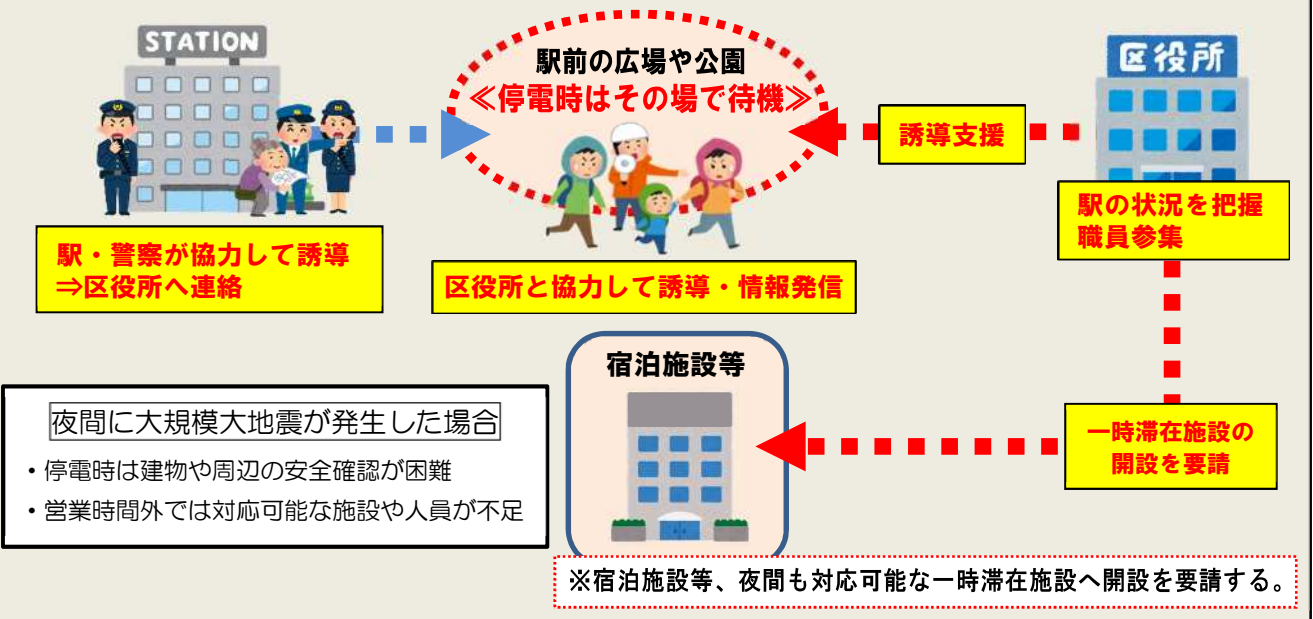 STATION
駅前の広場や公園
≪停電時はその場で待機≫
区役所
誘導支援
駅・警察が協力して誘導
⇒区役所へ連絡
区役所と協力して誘導・情報発信
駅の状況を把握
職員参集
宿泊施設等
一時滞在施設の
開設を要請
夜間に大規模大地震が発生した場合
・停電時は建物や周辺の安全確認が困難
・営業時間外では対応可能な施設や人員が不足
※宿泊施設等、夜間も対応可能な一時滞在施設へ開設を要請する。